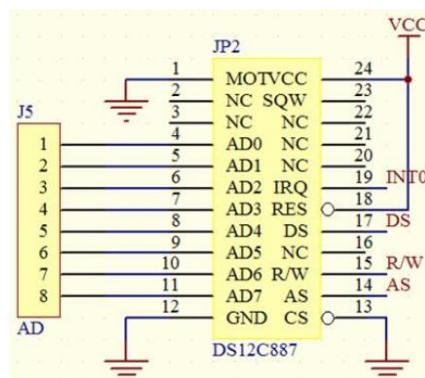 VCC
JP2
1 MOT VCC 24
2 NC SQW 23
3 NC NC 22
J5
1 4 AD0 NC 21
2 5 AD1 NC 20
3 6 AD2 IRQ 19 INT0
4 7 AD3 RES 18
5 8 AD4 DS 17 DS
6 9 AD5 NC 16
7 10 AD6 R/W 15 R/W
8 11 AD7 AS 14 AS
12 GND CS 13
AD
DS12C887